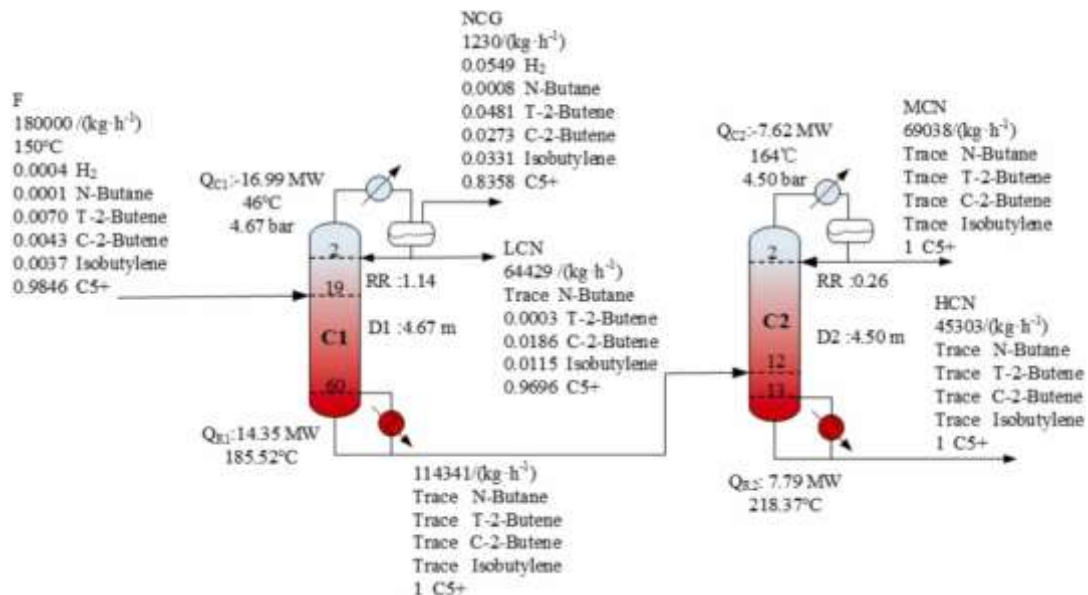 F
180000 /(kg·h⁻¹)
150℃
0.0004 H₂
0.0001 N-Butane
0.0070 T-2-Butene
0.0043 C-2-Butene
0.0037 Isobutylene
0.9846 C5+
Q_C1:-16.99 MW
46℃
4.67 bar
2
19
C1
60
RR :1.14
D1 :4.67 m
Q_R1:14.35 MW
185.52℃
NCG
1230/(kg·h⁻¹)
0.0549 H₂
0.0008 N-Butane
0.0481 T-2-Butene
0.0273 C-2-Butene
0.0331 Isobutylene
0.8358 C5+
LCN
64429 /(kg·h⁻¹)
Trace N-Butane
0.0003 T-2-Butene
0.0186 C-2-Butene
0.0115 Isobutylene
0.9696 C5+
114341/(kg·h⁻¹)
Trace N-Butane
Trace T-2-Butene
Trace C-2-Butene
Trace Isobutylene
1 C5+
Q_C2:-7.62 MW
164℃
4.50 bar
2
C2
12
13
RR :0.26
D2 :4.50 m
Q_R2: 7.79 MW
218.37℃
MCN
69038/(kg·h⁻¹)
Trace N-Butane
Trace T-2-Butene
Trace C-2-Butene
Trace Isobutylene
1 C5+
HCN
45303/(kg·h⁻¹)
Trace N-Butane
Trace T-2-Butene
Trace C-2-Butene
Trace Isobutylene
1 C5+